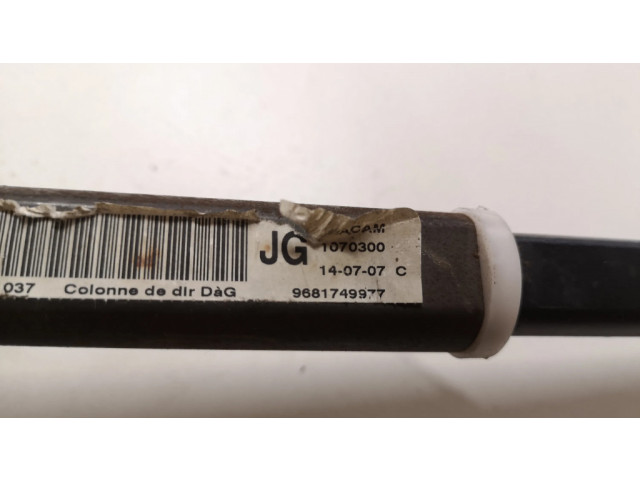 JG
1070300
14-07-07 C
037 Colonne de dir DàG 9681749977